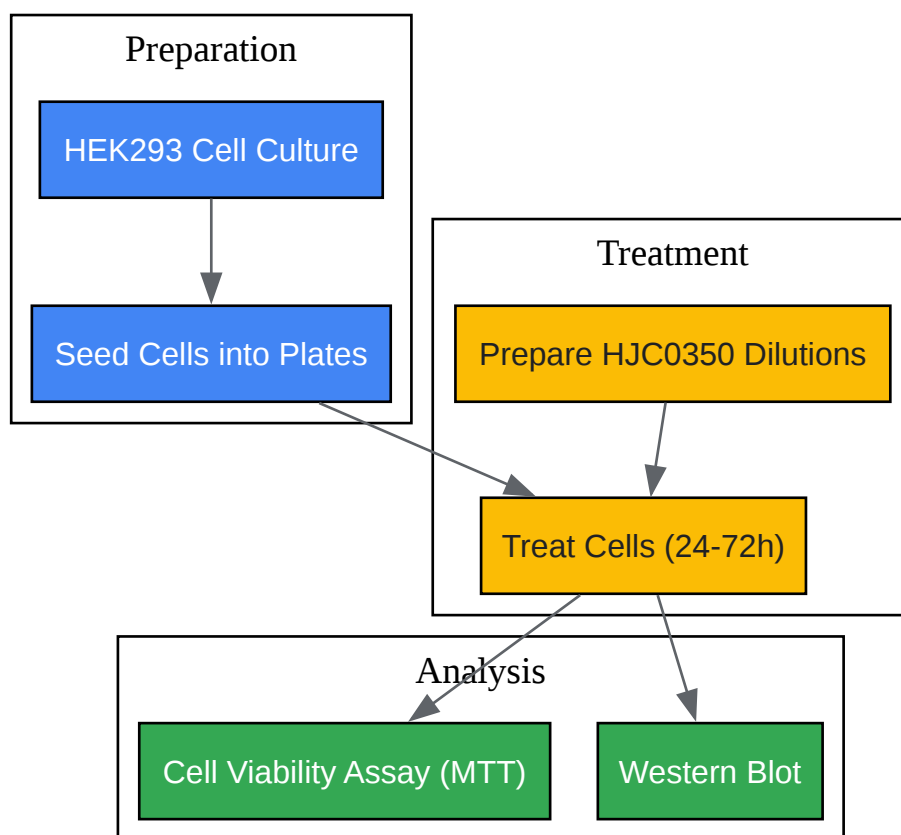 Preparation
HEK293 Cell Culture
Seed Cells into Plates
Treatment
Prepare HJC0350 Dilutions
Treat Cells (24-72h)
Analysis
Cell Viability Assay (MTT)
Western Blot